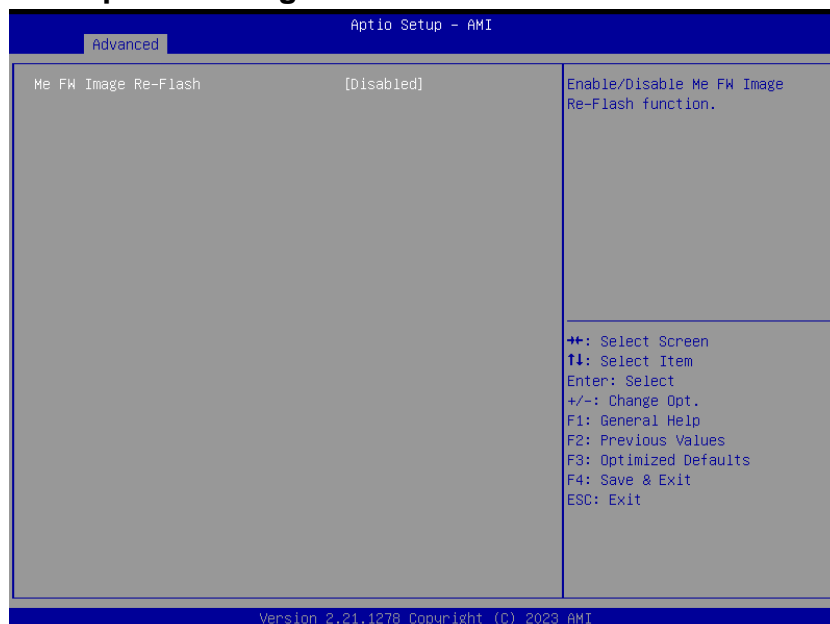 Aptio Setup - AMI
Advanced
Me FW Image Re-Flash [Disabled]
Enable/Disable Me FW Image
Re-Flash function.
→←: Select Screen
↑↓: Select Item
Enter: Select
+/-: Change Opt.
F1: General Help
F2: Previous Values
F3: Optimized Defaults
F4: Save & Exit
ESC: Exit
Version 2.21.1278 Copyright (C) 2023 AMI